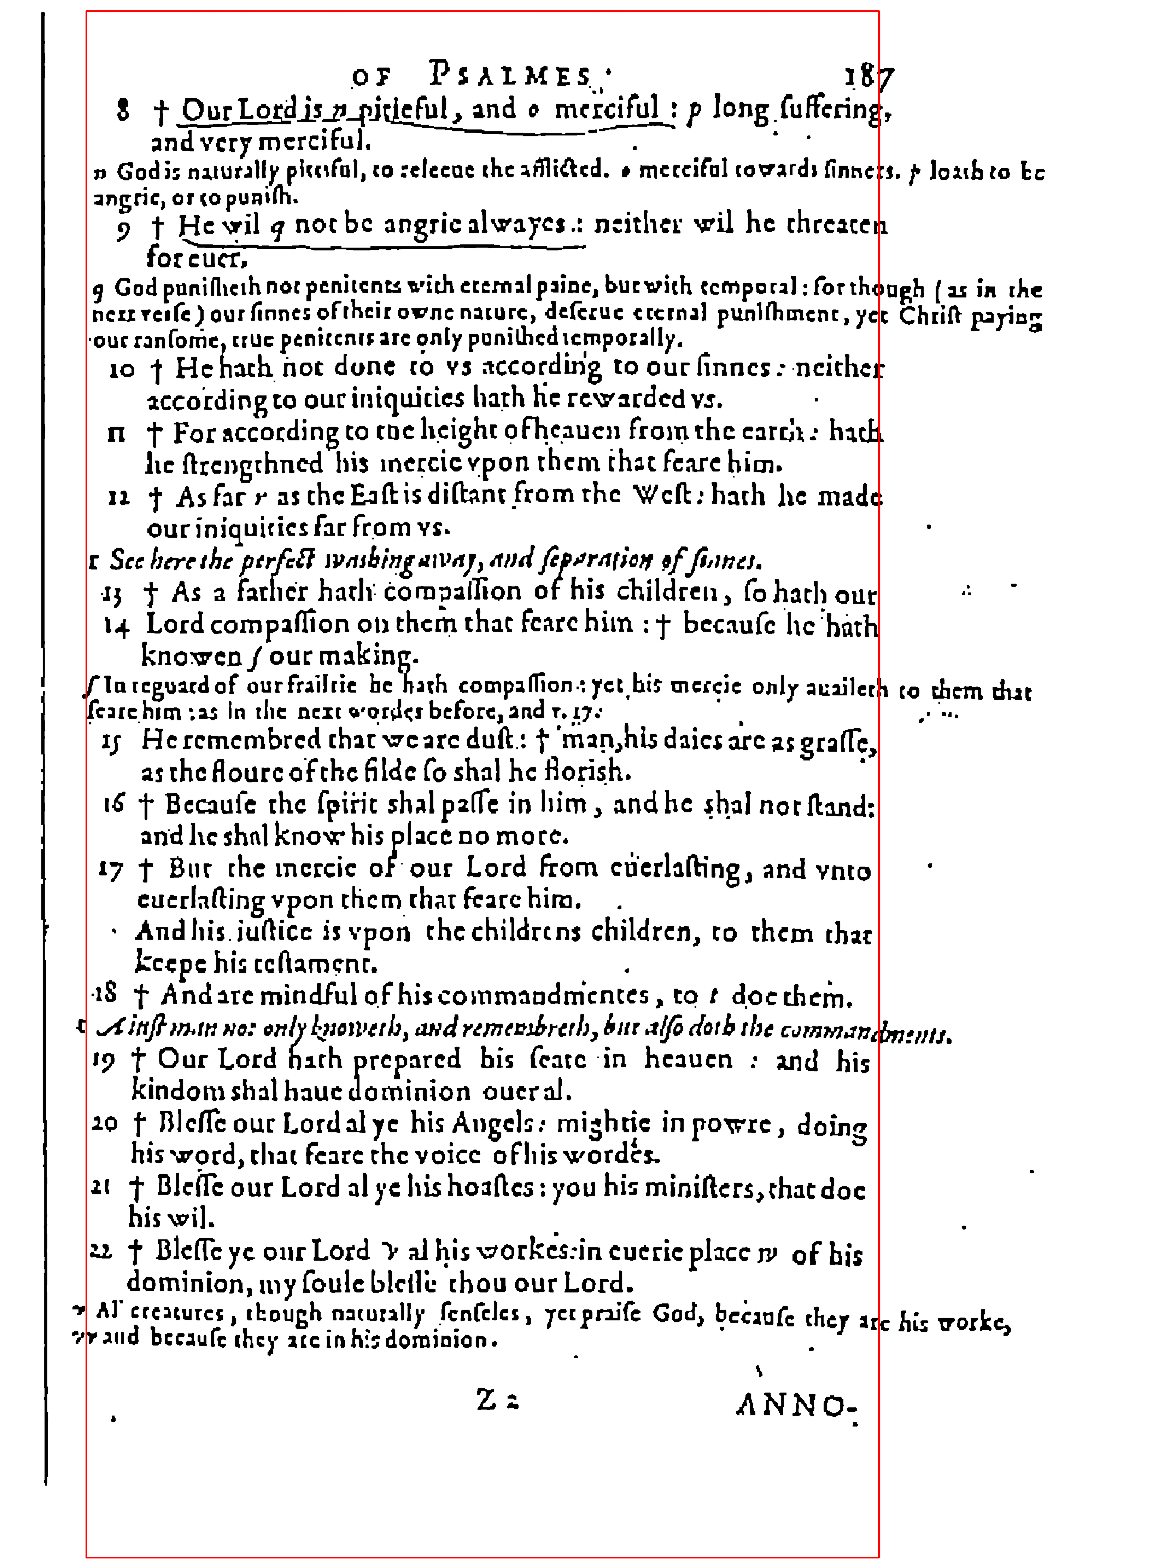 OF PSALMES. 187
8 † Our Lord is n pitieful, and o merciful : p long ſuffering,
and very merciful.
n God is naturally pitiful, to releeue the afflicted. o merciful towards ſinners. p loath to be
angrie, or to puniſh.
9 † He wil q not be angrie alwayes : neither wil he threaten
for euer.
q God puniſheth not penitents with eternal paine, but with temporal : for though (as in the
next verſe) our ſinnes of their owne nature, deſerue eternal puniſhment, yet Chriſt paying
our ranſome, true penitents are only puniſhed temporally.
10 † He hath not done to vs according to our ſinnes : neither
according to our iniquities hath he rewarded vs.
11 † For according to the height of heauen from the earth : hath
he ſtrengthned his mercie vpon them that feare him.
12 † As far r as the Eaſt is diſtant from the Weſt : hath he made
our iniquities far from vs.
r See here the perfect washing away, and ſeparation of ſinnes.
13 † As a father hath compaſſion of his children, ſo hath our
14 Lord compaſſion on them that feare him : † becauſe he hath
knowen ſ our making.
ſ In reguard of our frailtie he hath compaſſion : yet his mercie only auaileth to them that
feare him : as in the next wordes before, and v. 17.
15 He remembred that we are duſt : † man, his daies are as graſſe,
as the floure of the filde ſo shal he florish.
16 † Becauſe the ſpirit shal paſſe in him, and he shal not ſtand :
and he shal know his place no more.
17 † But the mercie of our Lord from euerlaſting, and vnto
euerlaſting vpon them that feare him.
And his iuſtice is vpon the childrens children, to them that
keepe his teſtament.
18 † And are mindful of his commandmentes, to t doe them.
t A iuſt man not only knoweth, and remembreth, but alſo doth the commandments.
19 † Our Lord hath prepared his ſeate in heauen : and his
kindom shal haue dominion ouer al.
20 † Bleſſe our Lord al ye his Angels : mightie in powre, doing
his word, that feare the voice of his wordes.
21 † Bleſſe our Lord al ye his hoaſtes : you his miniſters, that doe
his wil.
22 † Bleſſe ye our Lord v al his workes : in euerie place w of his
dominion, my ſoule bleſſe thou our Lord.
v Al creatures, though naturally ſenſeles, yet praiſe God, becauſe they are his worke,
w and becauſe they are in his dominion.
Z 2 ANNO-